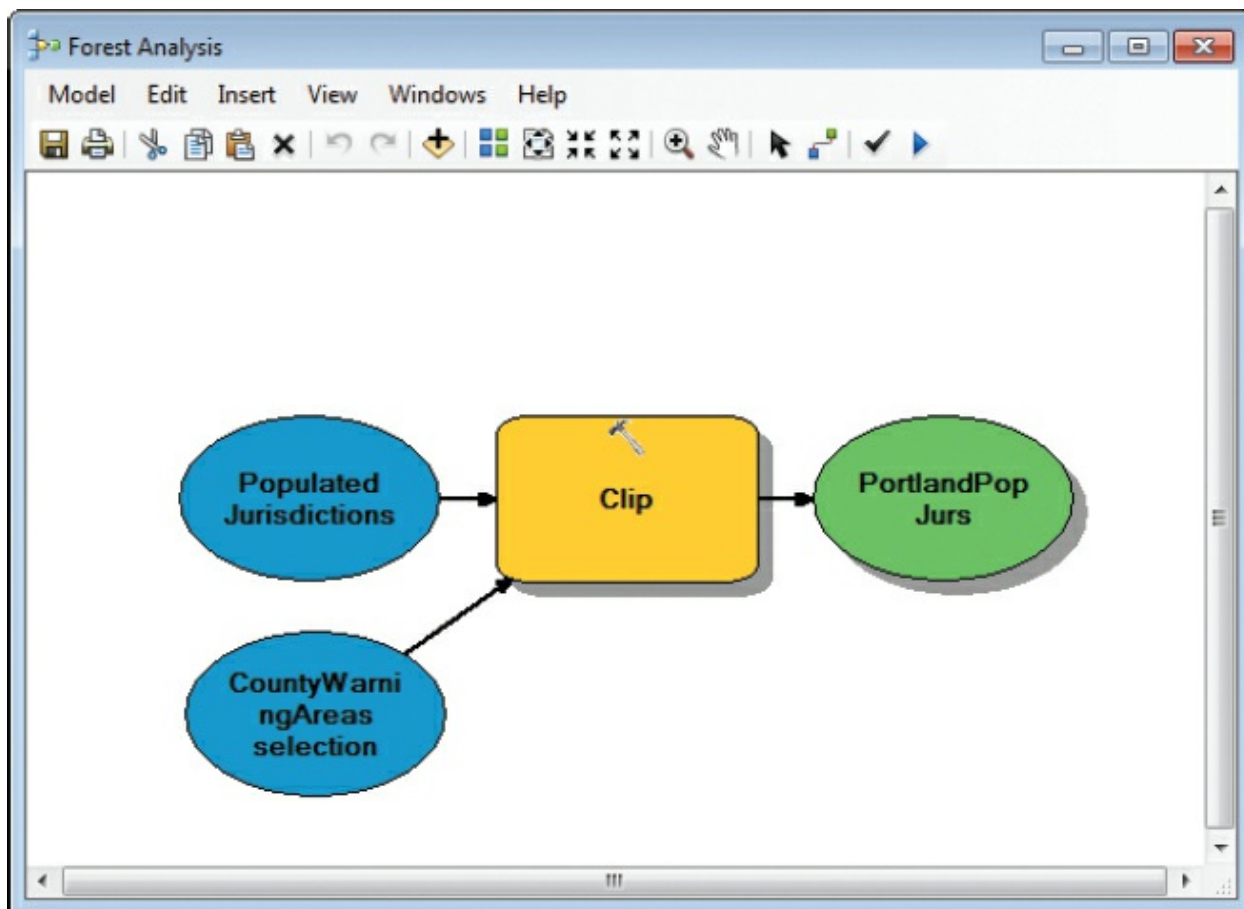 Forest Analysis
Model Edit Insert View Windows Help
Populated
Jurisdictions
Clip
PortlandPop
Jurs
CountyWarni
ngAreas
selection